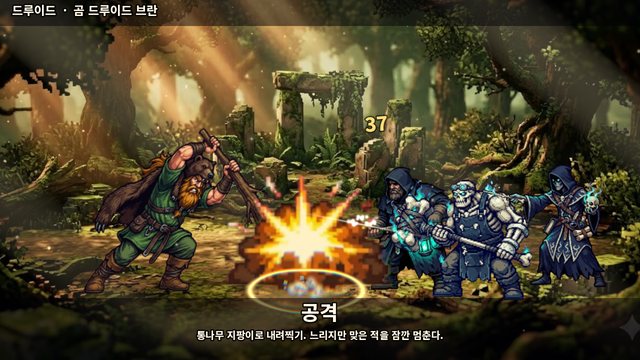 드루이드 · 곰 드루이드 브란
37
공격
통나무 지팡이로 내려찍기. 느리지만 맞은 적을 잠깐 멈춘다.